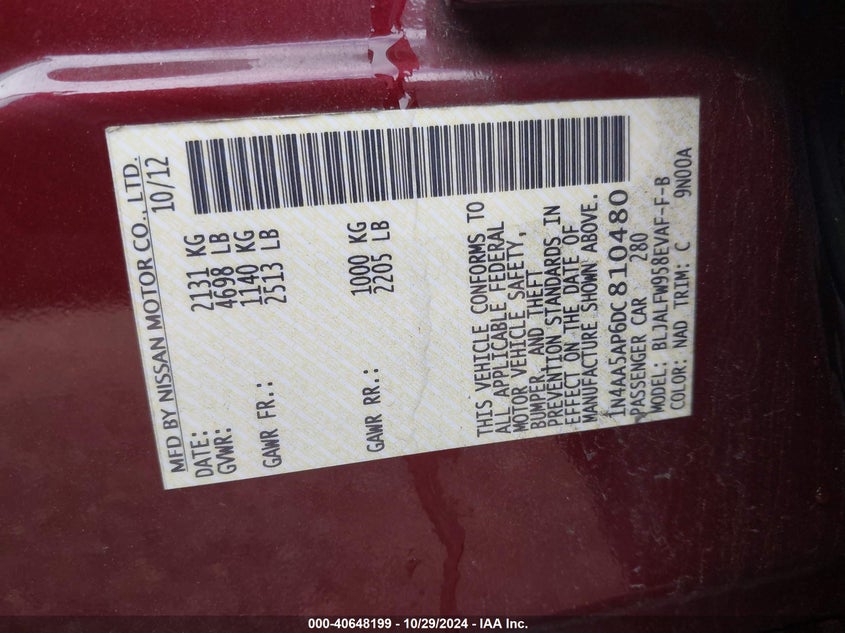 MFD BY NISSAN MOTOR CO., LTD.
DATE: 10/12
GVWR: 2131 KG
4698 LB
GAWR FR.: 1140 KG
2513 LB
GAWR RR.: 1000 KG
2205 LB
THIS VEHICLE CONFORMS TO
ALL APPLICABLE FEDERAL
MOTOR VEHICLE SAFETY,
BUMPER, AND THEFT
PREVENTION STANDARDS IN
EFFECT ON THE DATE OF
MANUFACTURE SHOWN ABOVE.
1N4AA5AP6DC810480
PASSENGER CAR 280
MODEL: BLJALFW958EVAF-F-B
COLOR: NAD TRIM: C 9N00A
000-40648199 - 10/29/2024 - IAA Inc.